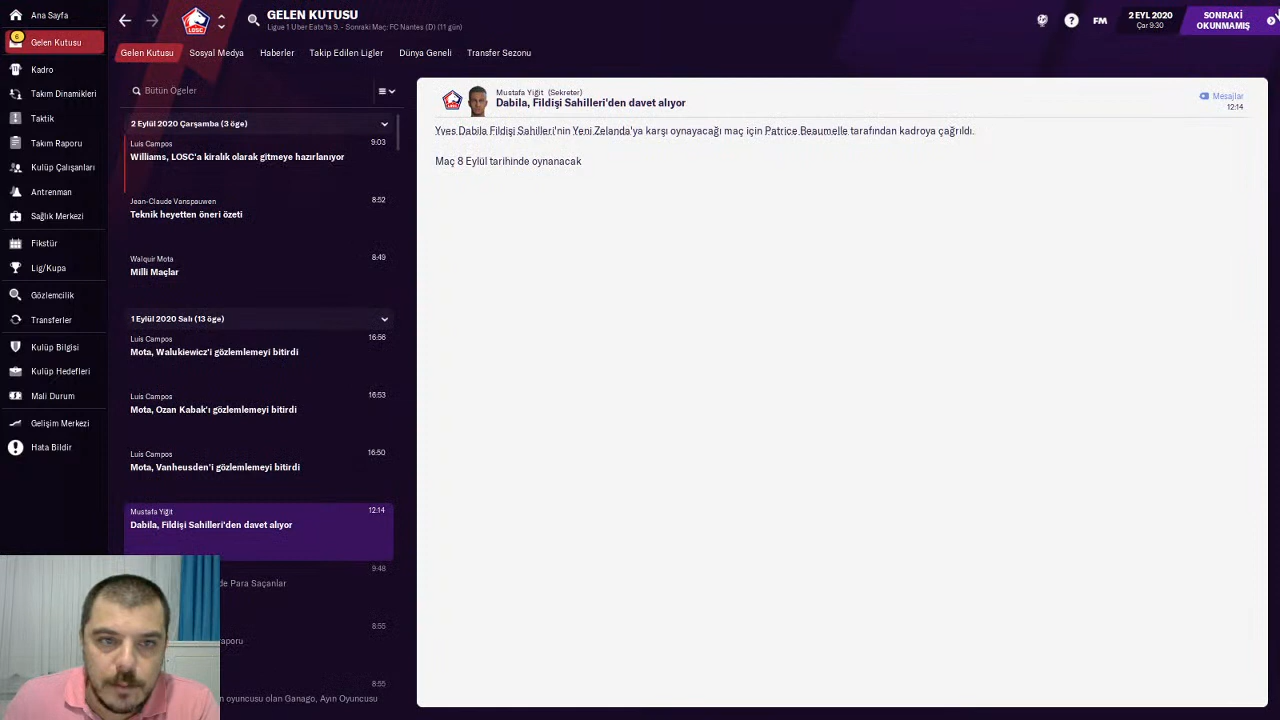 Ana Sayfa
6
Gelen Kutusu
Kadro
Takım Dinamikleri
Taktik
Takım Raporu
Kulüp Çalışanları
Antrenman
Sağlık Merkezi
Fikstür
Lig/Kupa
Gözlemcilik
Transferler
Kulüp Bilgisi
Kulüp Hedefleri
Mali Durum
Gelişim Merkezi
Hata Bildir
LOSC
GELEN KUTUSU
Ligue 1 Uber Eats'ta 9. - Sonraki Maç: FC Nantes (D) (11 gün)
?
FM
2 EYL 2020
Çar 9:30
SONRAKİ
OKUNMAMIŞ
Gelen Kutusu
Sosyal Medya
Haberler
Takip Edilen Ligler
Dünya Geneli
Transfer Sezonu
Bütün Ögeler
2 Eylül 2020 Çarşamba (3 öge)
Luis Campos 9:03
Williams, LOSC'a kiralık olarak gitmeye hazırlanıyor
Jean-Claude Vanspauwen 8:52
Teknik heyetten öneri özeti
Walquir Mota 8:49
Milli Maçlar
1 Eylül 2020 Salı (13 öge)
Luis Campos 16:56
Mota, Walukiewicz'i gözlemlemeyi bitirdi
Luis Campos 16:53
Mota, Ozan Kabak'ı gözlemlemeyi bitirdi
Luis Campos 16:50
Mota, Vanheusden'i gözlemlemeyi bitirdi
Mustafa Yiğit 12:14
Dabila, Fildişi Sahilleri'den davet alıyor
9:48
de Para Saçanlar
8:55
raporu
8:55
n oyuncusu olan Ganago, Ayın Oyuncusu
Mustafa Yiğit (Sekreter)
Dabila, Fildişi Sahilleri'den davet alıyor
Mesajlar
12:14
Yves Dabila Fildişi Sahilleri'nin Yeni Zelanda'ya karşı oynayacağı maç için Patrice Beaumelle tarafından kadroya çağrıldı.
Maç 8 Eylül tarihinde oynanacak